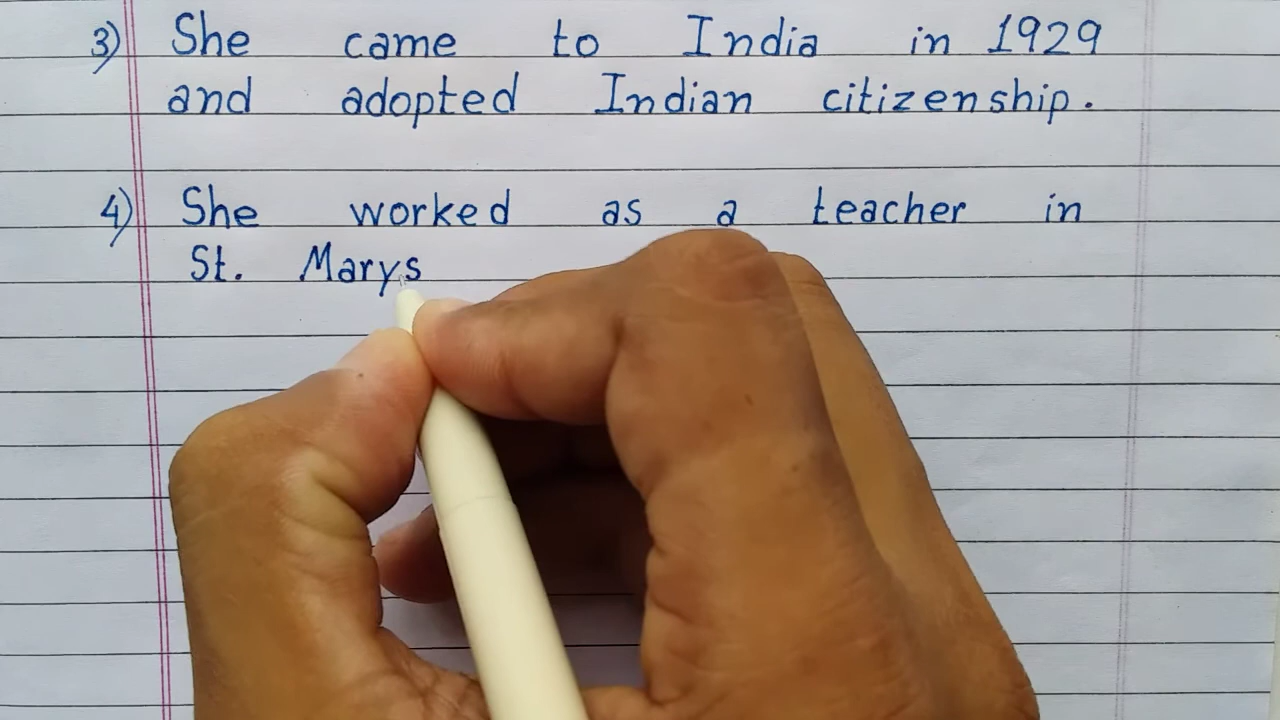 3) She came to India in 1929
and adopted Indian citizenship.
4) She worked as a teacher in
St. Marys